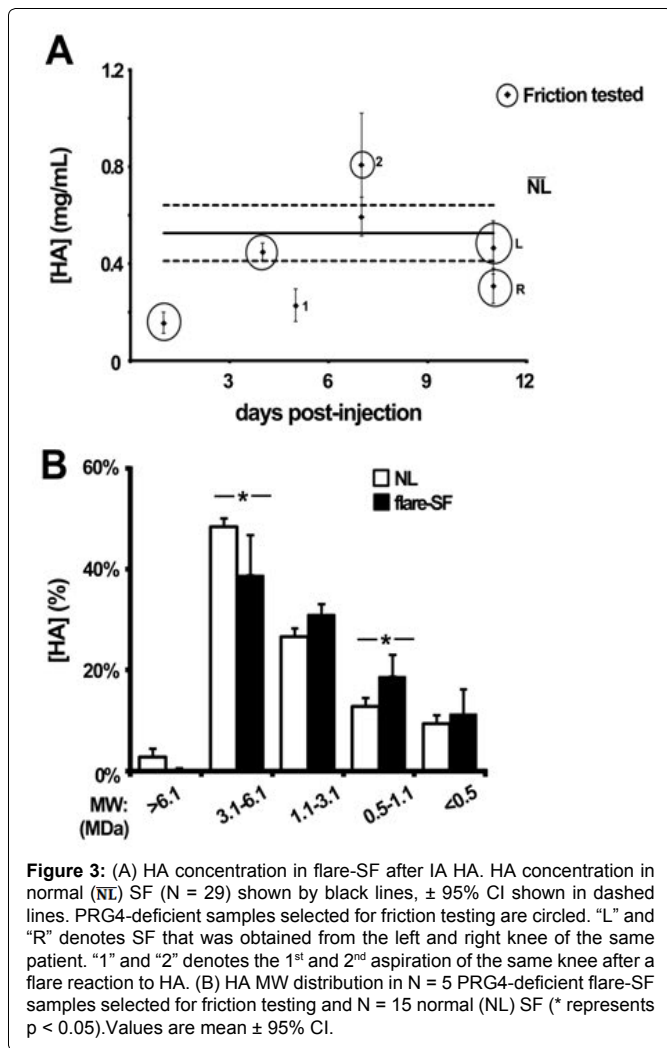 A
1.2
Friction tested
[HA] (mg/mL)
0.8
2
NL
0.4
L
R
1
0
3
6
9
12
days post-injection
B
60%
NL
flare-SF
*
[HA] (%)
40%
*
20%
0%
MW:
(MDa)
>6.1
3.1-6.1
1.1-3.1
0.5-1.1
<0.5
Figure 3: (A) HA concentration in flare-SF after IA HA. HA concentration in
normal (N̅L̅) SF (N = 29) shown by black lines, ± 95% CI shown in dashed
lines. PRG4-deficient samples selected for friction testing are circled. “L” and
“R” denotes SF that was obtained from the left and right knee of the same
patient. “1” and “2” denotes the 1st and 2nd aspiration of the same knee after a
flare reaction to HA. (B) HA MW distribution in N = 5 PRG4-deficient flare-SF
samples selected for friction testing and N = 15 normal (NL) SF (* represents
p < 0.05).Values are mean ± 95% CI.